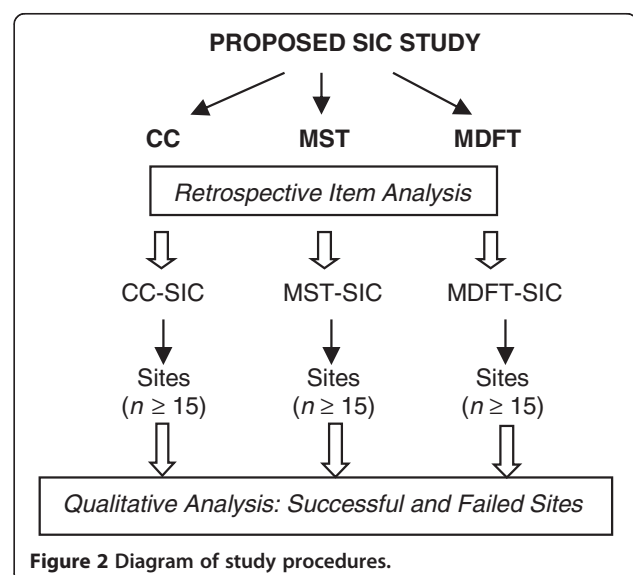 PROPOSED SIC STUDY
CC MST MDFT
Retrospective Item Analysis
CC-SIC MST-SIC MDFT-SIC
Sites Sites Sites
(n ≥ 15) (n ≥ 15) (n ≥ 15)
Qualitative Analysis: Successful and Failed Sites
Figure 2 Diagram of study procedures.